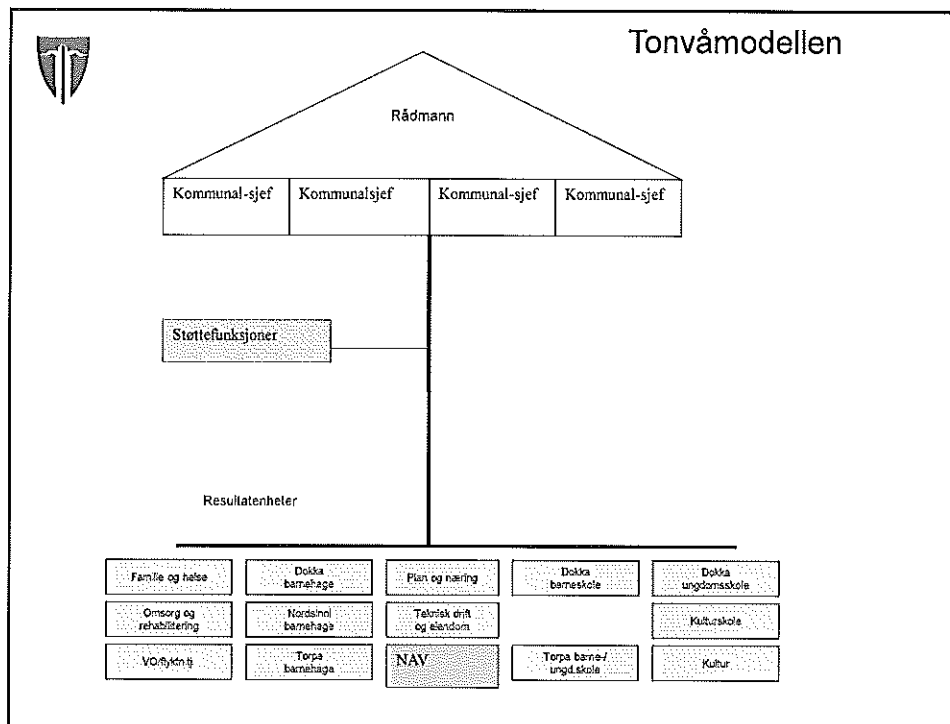 Tonvåmodellen
Rådmann
Kommunal-sjef
Kommunalsjef
Kommunal-sjef
Kommunal-sjef
Støttefunksjoner
Resultatenheter
Familie og helse
Dokka
barnehage
Plan og næring
Dokka
barneskole
Dokka
ungdomsskole
Omsorg og
rehabilitering
Nordsinni
barnehage
Teknisk drift
og eiendom
Kulturskole
Torpa
barnehage
NAV
Torpa barne-/
ungd.skole
Kultur